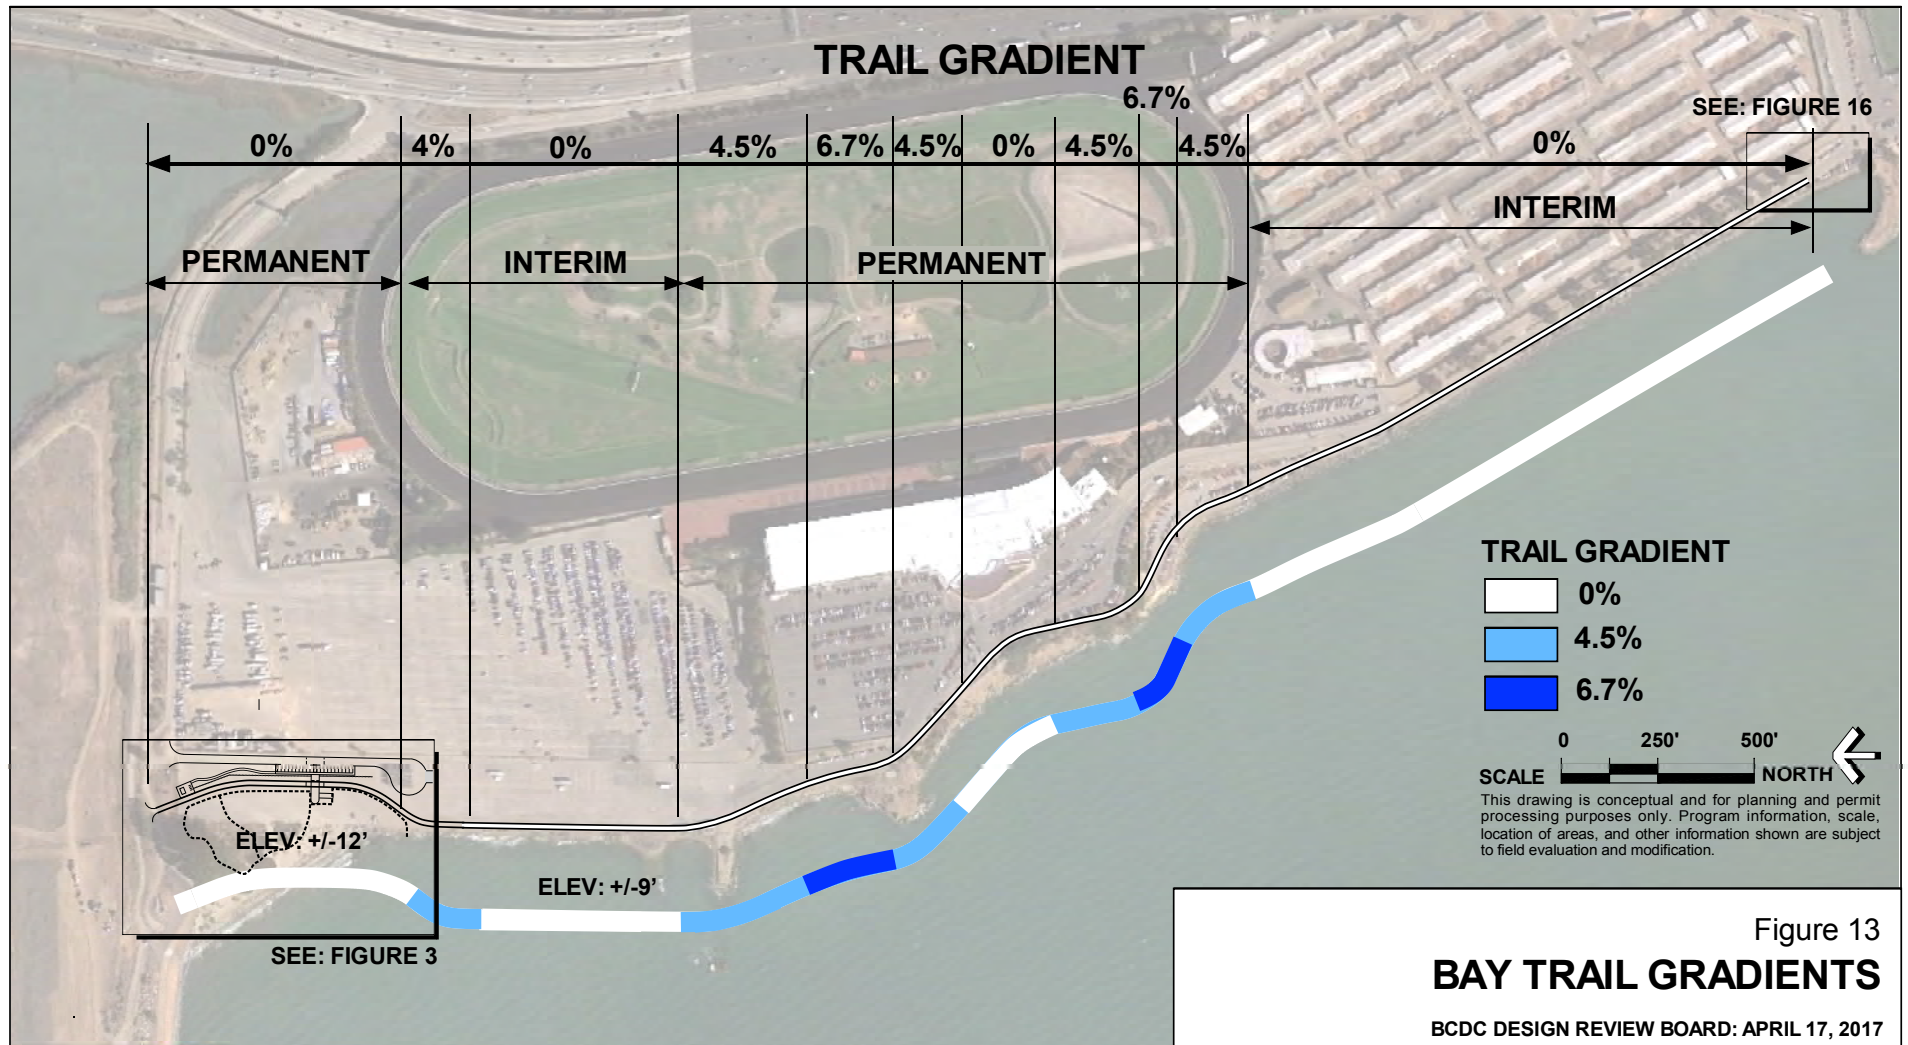 TRAIL GRADIENT
6.7%
SEE: FIGURE 16
0% 4% 0% 4.5% 6.7% 4.5% 0% 4.5% 4.5% 0%
INTERIM
PERMANENT INTERIM PERMANENT
TRAIL GRADIENT
0%
4.5%
6.7%
0 250' 500'
SCALE NORTH
This drawing is conceptual and for planning and permit
processing purposes only. Program information, scale,
location of areas, and other information shown are subject
to field evaluation and modification.
ELEV: +/-12’
ELEV: +/-9’
SEE: FIGURE 3
Figure 13
BAY TRAIL GRADIENTS
BCDC DESIGN REVIEW BOARD: APRIL 17, 2017